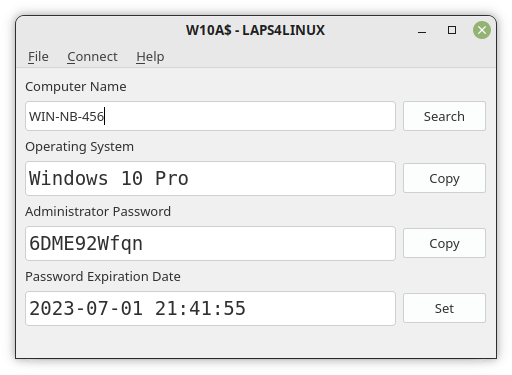 W10A$ - LAPS4LINUX
File Connect Help
Computer Name
WIN-NB-456 Search
Operating System
Windows 10 Pro Copy
Administrator Password
6DME92Wfqn Copy
Password Expiration Date
2023-07-01 21:41:55 Set